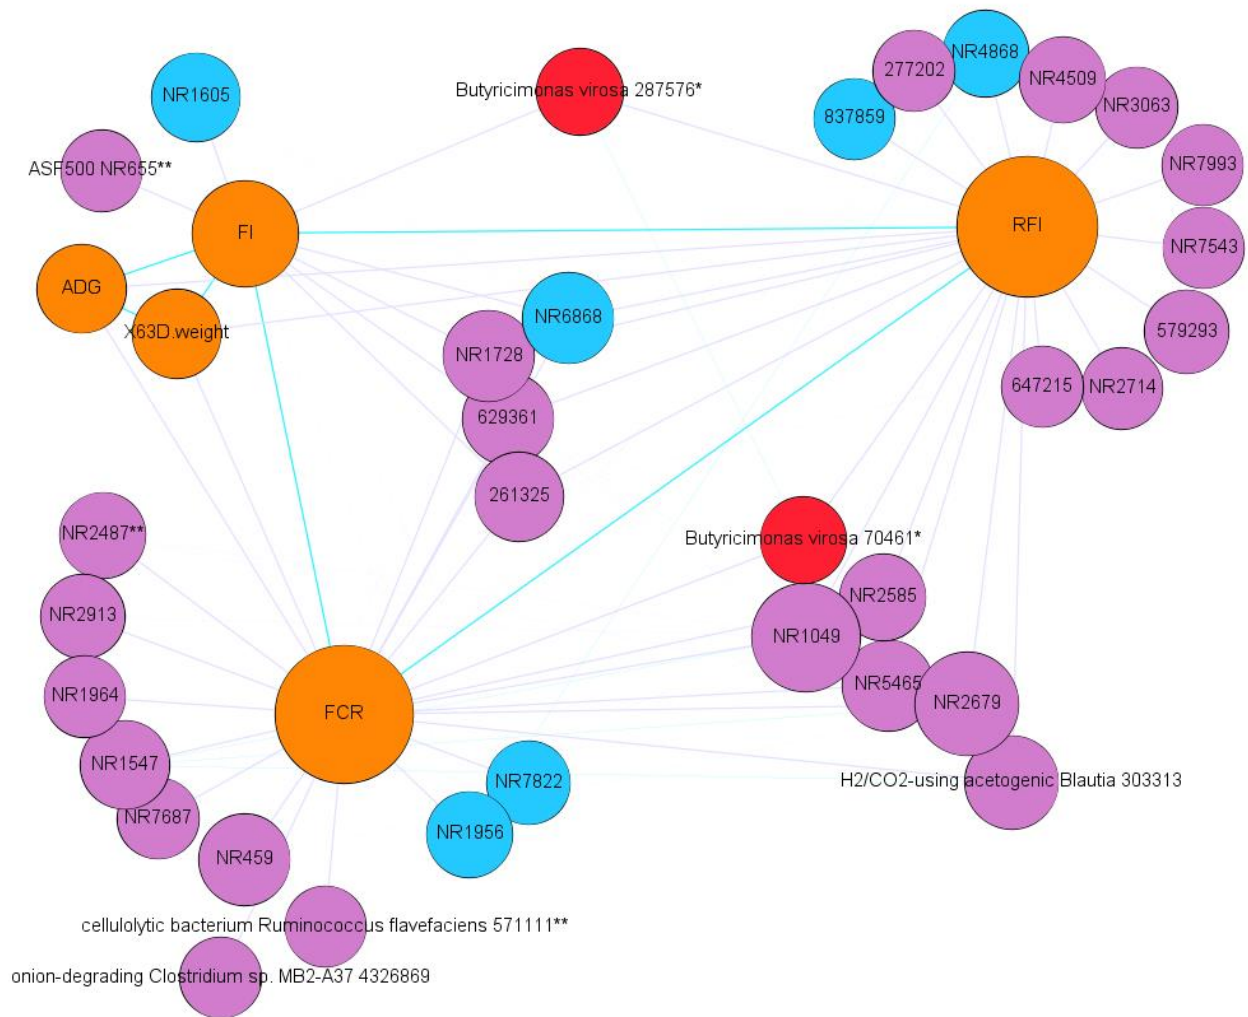 NR4868
277202
NR4509
NR1605
Butyricimonas virosa 287576*
NR3063
837859
ASF500 NR655**
NR7993
FI
RFI
NR7543
ADG
X63D.weight
NR6868
579293
NR1728
647215
NR2714
629361
261325
NR2487**
Butyricimonas virosa 70461*
NR2585
NR2913
NR1049
NR5465
NR1964
NR2679
FCR
NR1547
NR7822
H2/CO2-using acetogenic Blautia 303313
NR7687
NR1956
NR459
cellulolytic bacterium Ruminococcus flavefaciens 571111**
onion-degrading Clostridium sp. MB2-A37 4326869